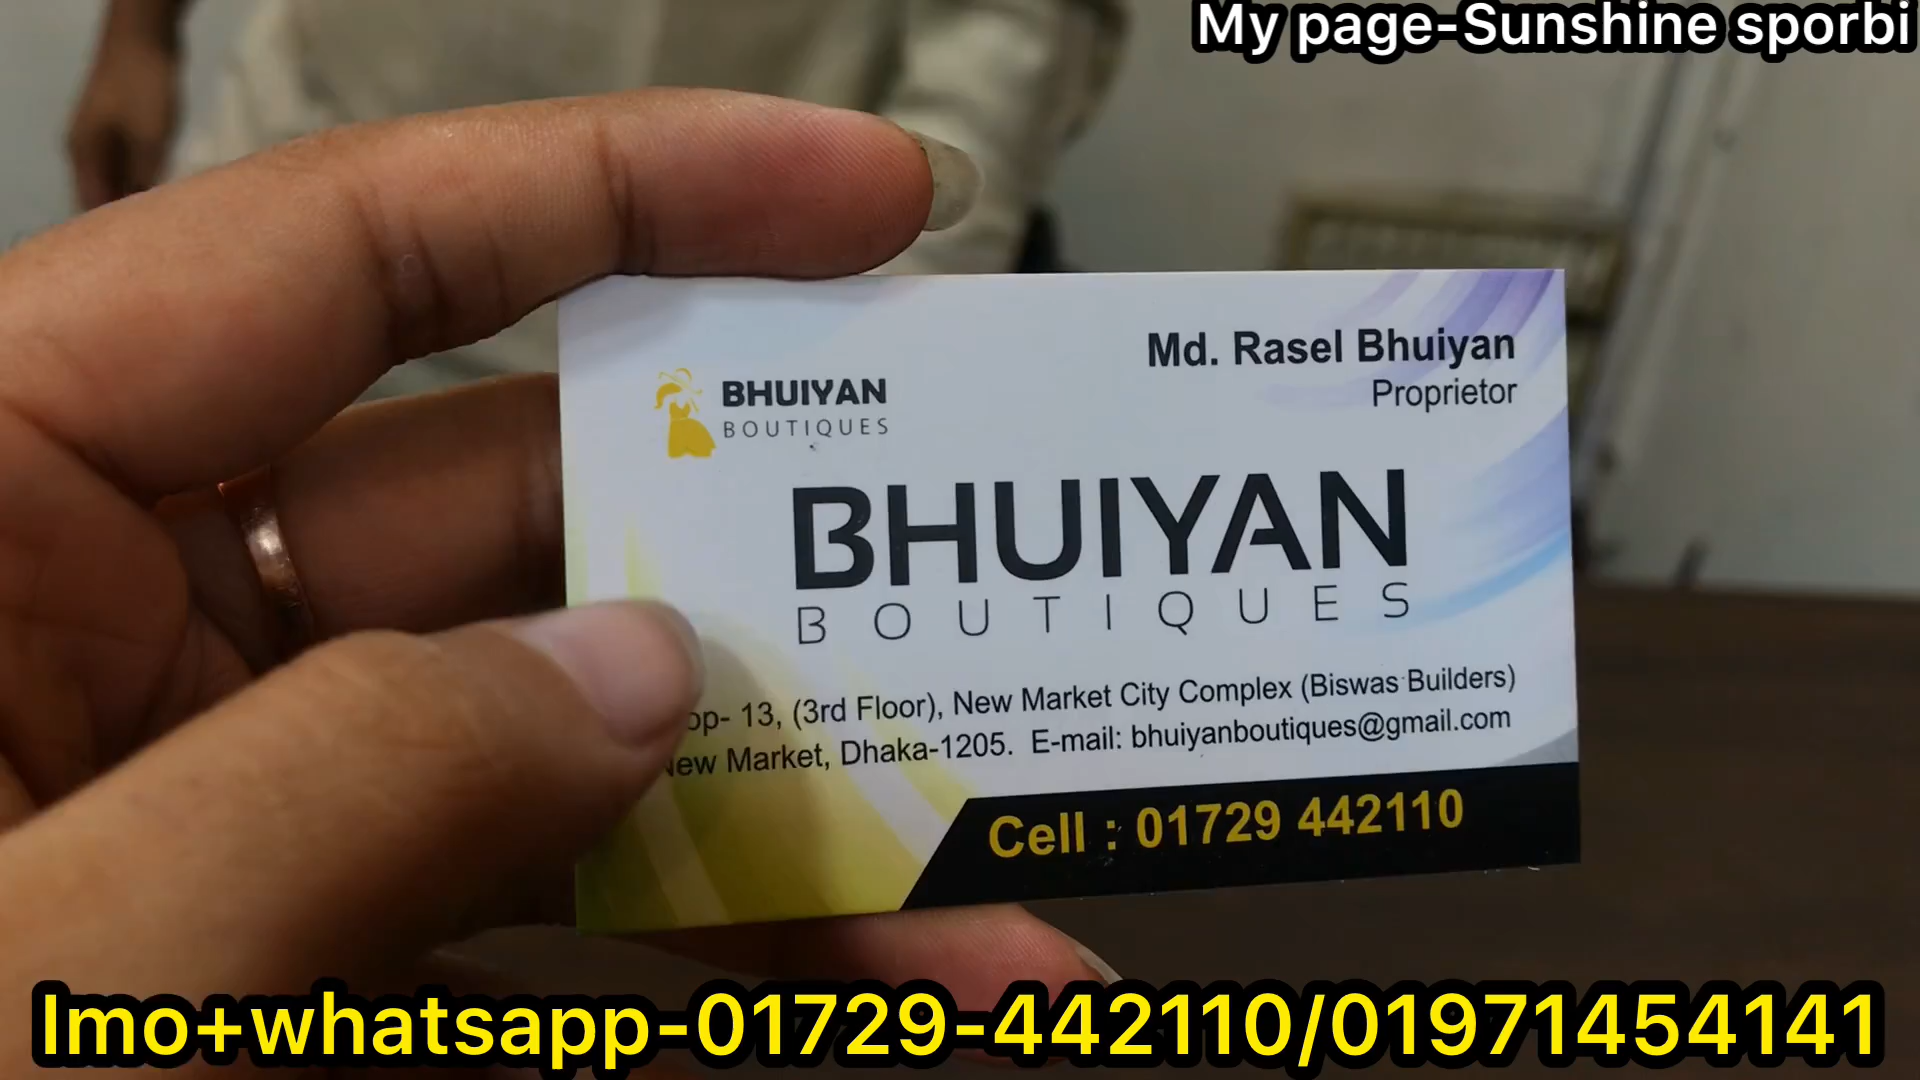 My page-Sunshine sporbi
Md. Rasel Bhuiyan
Proprietor
BHUIYAN
BOUTIQUES
BHUIYAN
BOUTIQUES
13, (3rd Floor), New Market City Complex (Biswas Builders)
Market, Dhaka-1205. E-mail: bhuiyanboutiques@gmail.com
Cell : 01729 442110
Imo+whatsapp-01729-442110/01971454141